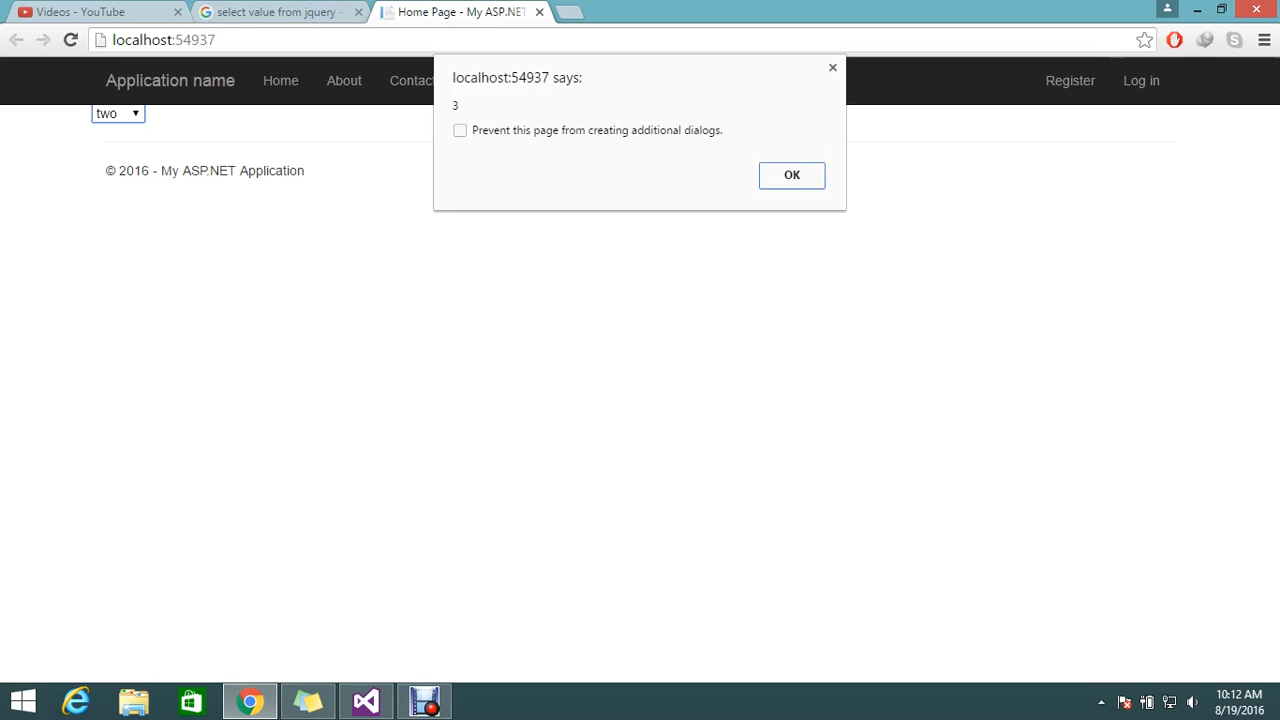 Videos - YouTube
select value from jquery -
Home Page - My ASP.NET
localhost:54937
Application name
Home
About
Contact
Register
Log in
localhost:54937 says:
3
Prevent this page from creating additional dialogs.
OK
two
© 2016 - My ASP.NET Application
10:12 AM
8/19/2016